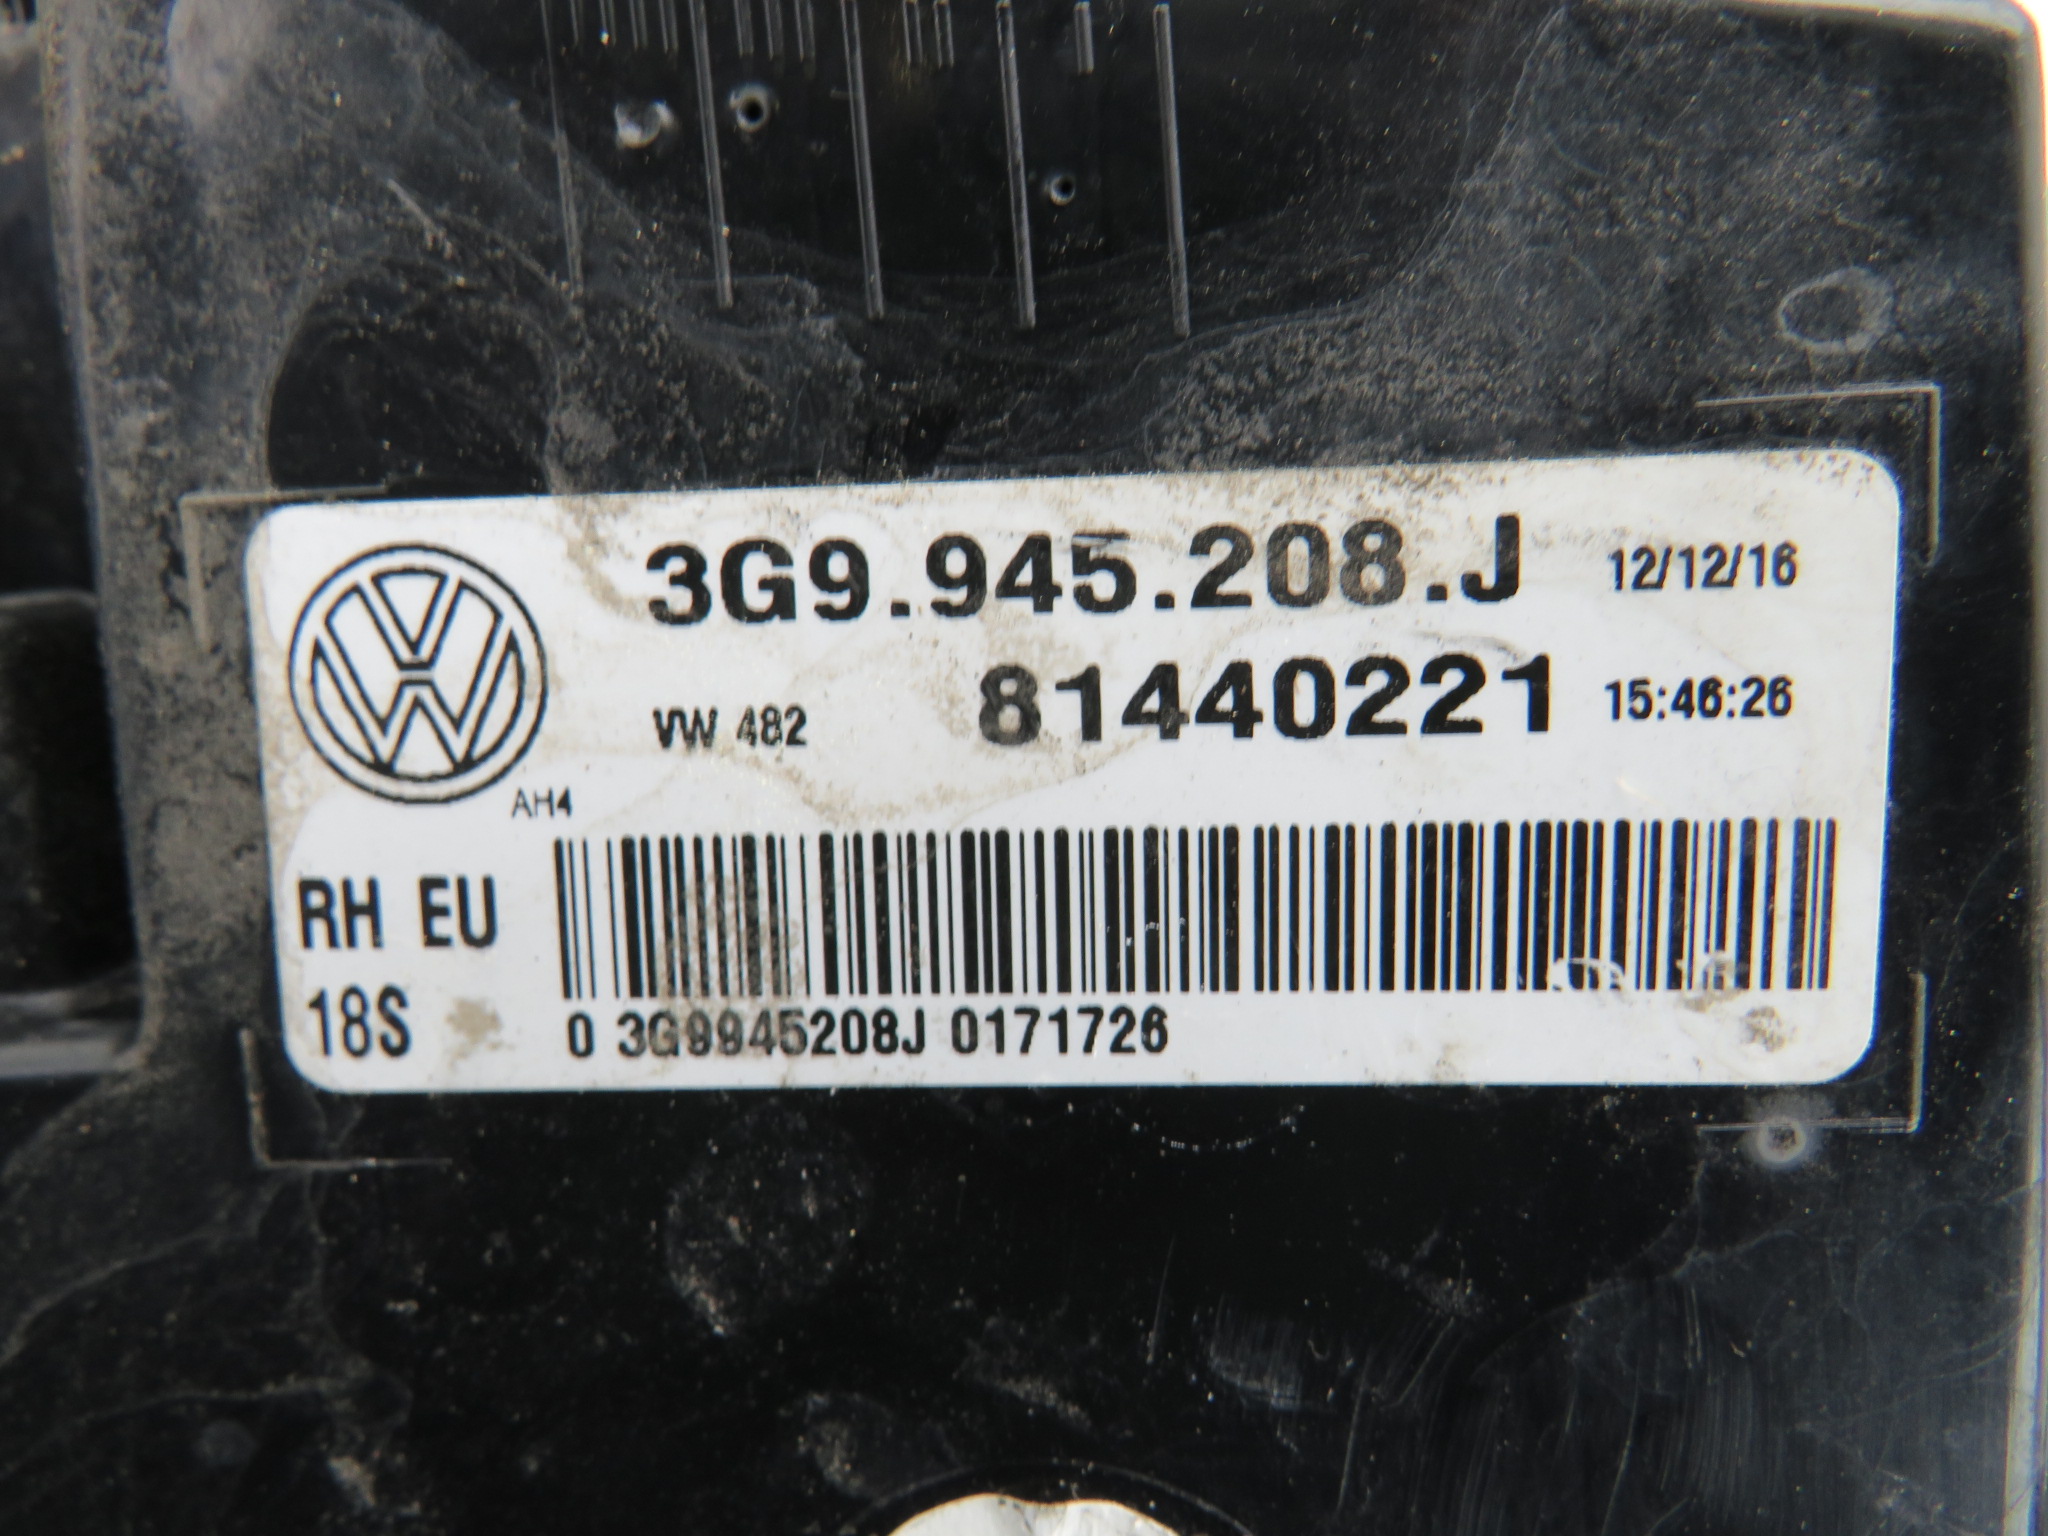 3G9.945.208.J 12/12/16
VW 482 81440221 15:46:26
AH4
RH EU
18S
0 3G9945208J 0171726